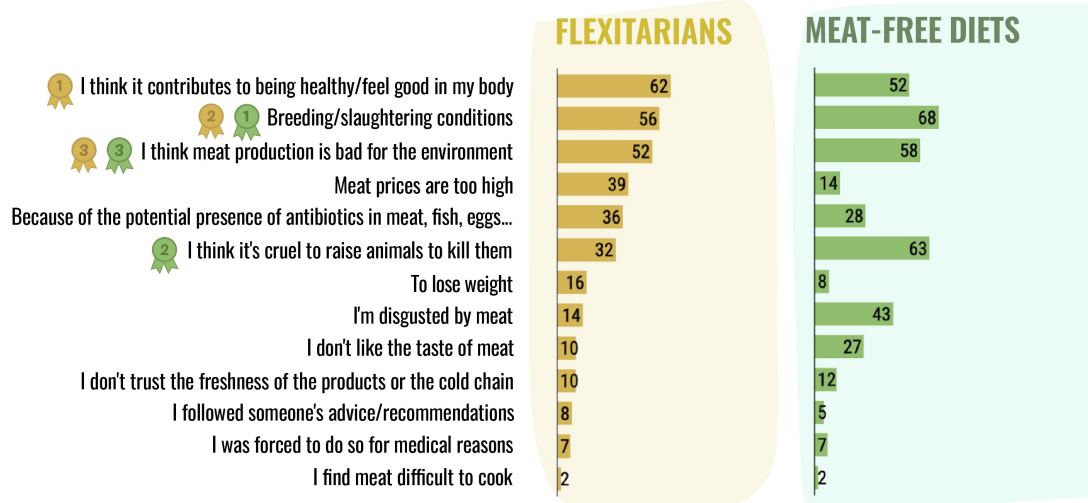 FLEXITARIANS MEAT-FREE DIETS
1 I think it contributes to being healthy/feel good in my body 62 52
2 1 Breeding/slaughtering conditions 56 68
3 3 I think meat production is bad for the environment 52 58
Meat prices are too high 39 14
Because of the potential presence of antibiotics in meat, fish, eggs... 36 28
2 I think it's cruel to raise animals to kill them 32 63
To lose weight 16 8
I'm disgusted by meat 14 43
I don't like the taste of meat 10 27
I don't trust the freshness of the products or the cold chain 10 12
I followed someone's advice/recommendations 8 5
I was forced to do so for medical reasons 7 7
I find meat difficult to cook 2 2